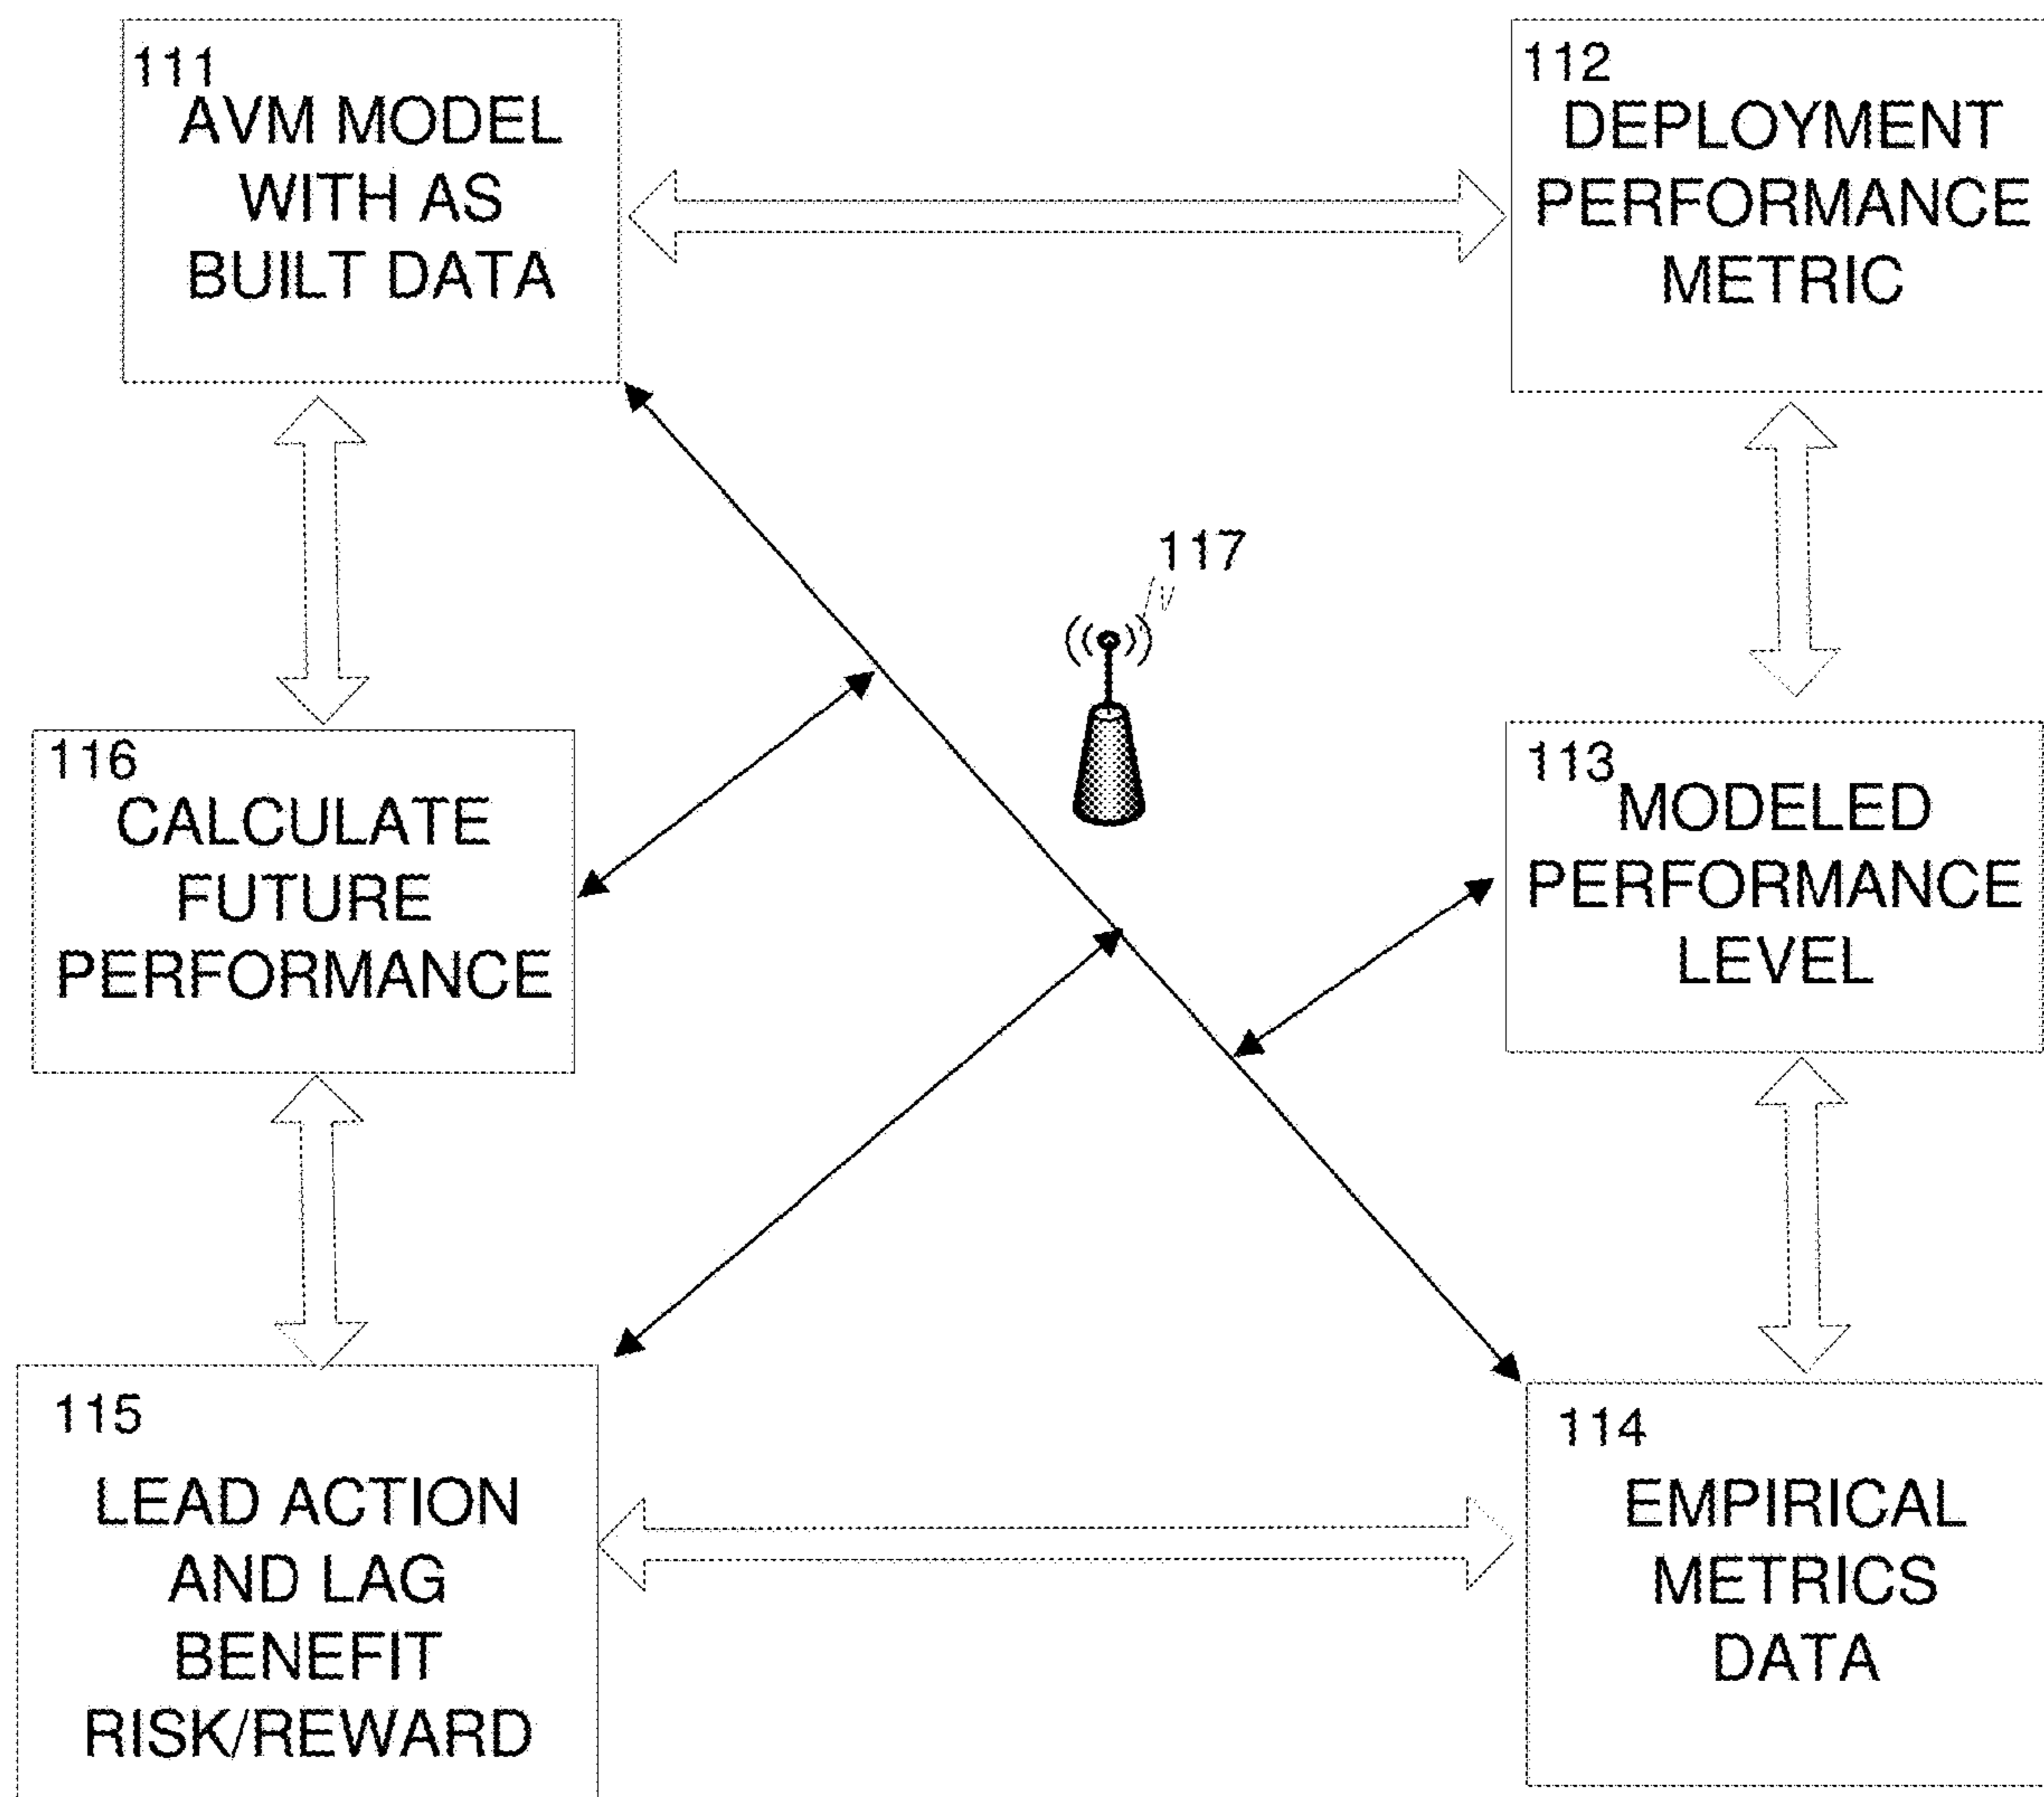 111
AVM MODEL
WITH AS
BUILT DATA
112
DEPLOYMENT
PERFORMANCE
METRIC
117
116
CALCULATE
FUTURE
PERFORMANCE
113
MODELED
PERFORMANCE
LEVEL
115
LEAD ACTION
AND LAG
BENEFIT
RISK/REWARD
114
EMPIRICAL
METRICS
DATA